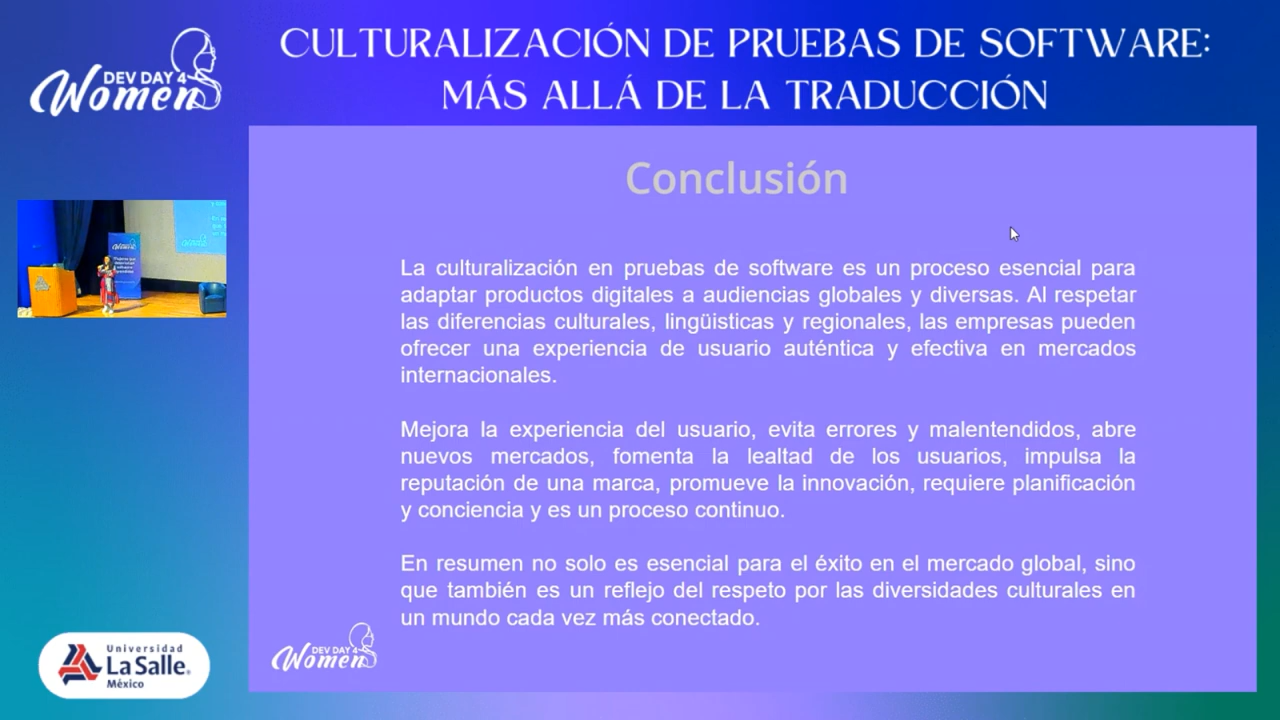 DEV DAY 4
Women
CULTURALIZACIÓN DE PRUEBAS DE SOFTWARE:
MÁS ALLÁ DE LA TRADUCCIÓN
Conclusión
La culturalización en pruebas de software es un proceso esencial para
adaptar productos digitales a audiencias globales y diversas. Al respetar
las diferencias culturales, lingüisticas y regionales, las empresas pueden
ofrecer una experiencia de usuario auténtica y efectiva en mercados
internacionales.
Mejora la experiencia del usuario, evita errores y malentendidos, abre
nuevos mercados, fomenta la lealtad de los usuarios, impulsa la
reputación de una marca, promueve la innovación, requiere planificación
y conciencia y es un proceso continuo.
En resumen no solo es esencial para el éxito en el mercado global, sino
que también es un reflejo del respeto por las diversidades culturales en
un mundo cada vez más conectado.
DEV DAY 4
Women
Universidad
La Salle®
México